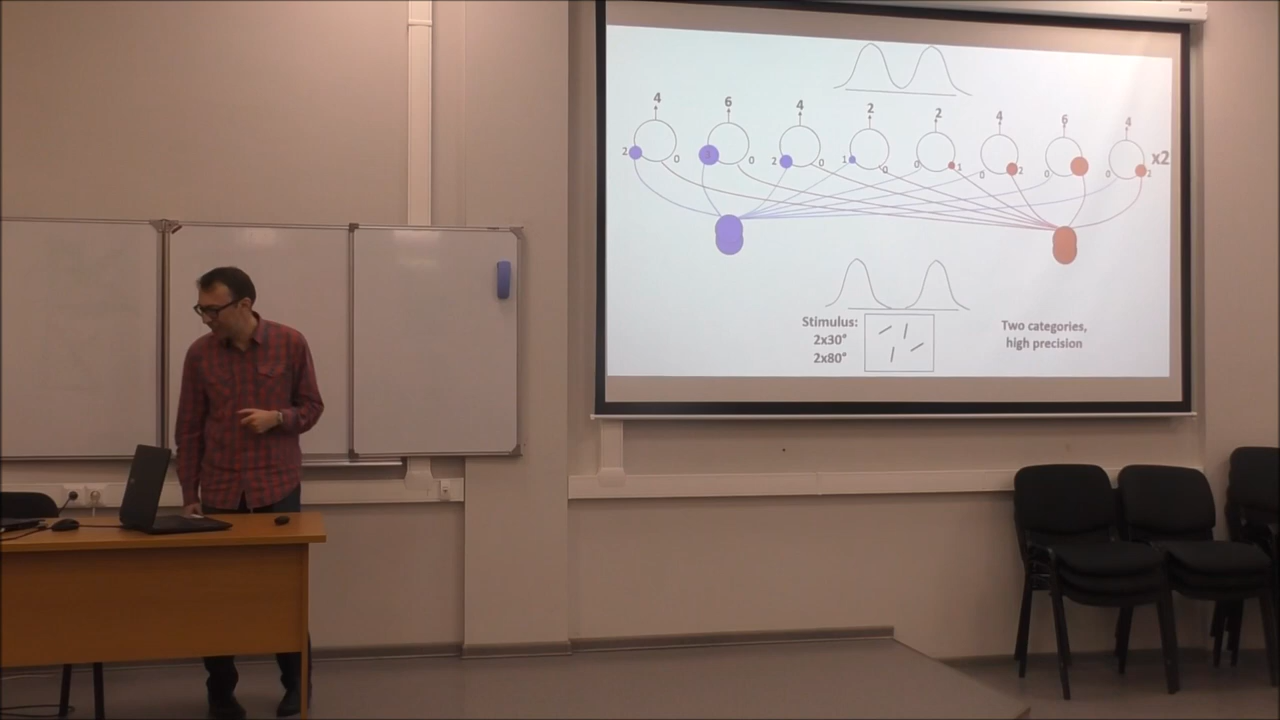 4 6 4 2 2 4 6 4
2 0 3 0 2 0 1 0 0 1 0 2 0 0 2
x2
Stimulus:
2x30°
2x80°
Two categories,
high precision